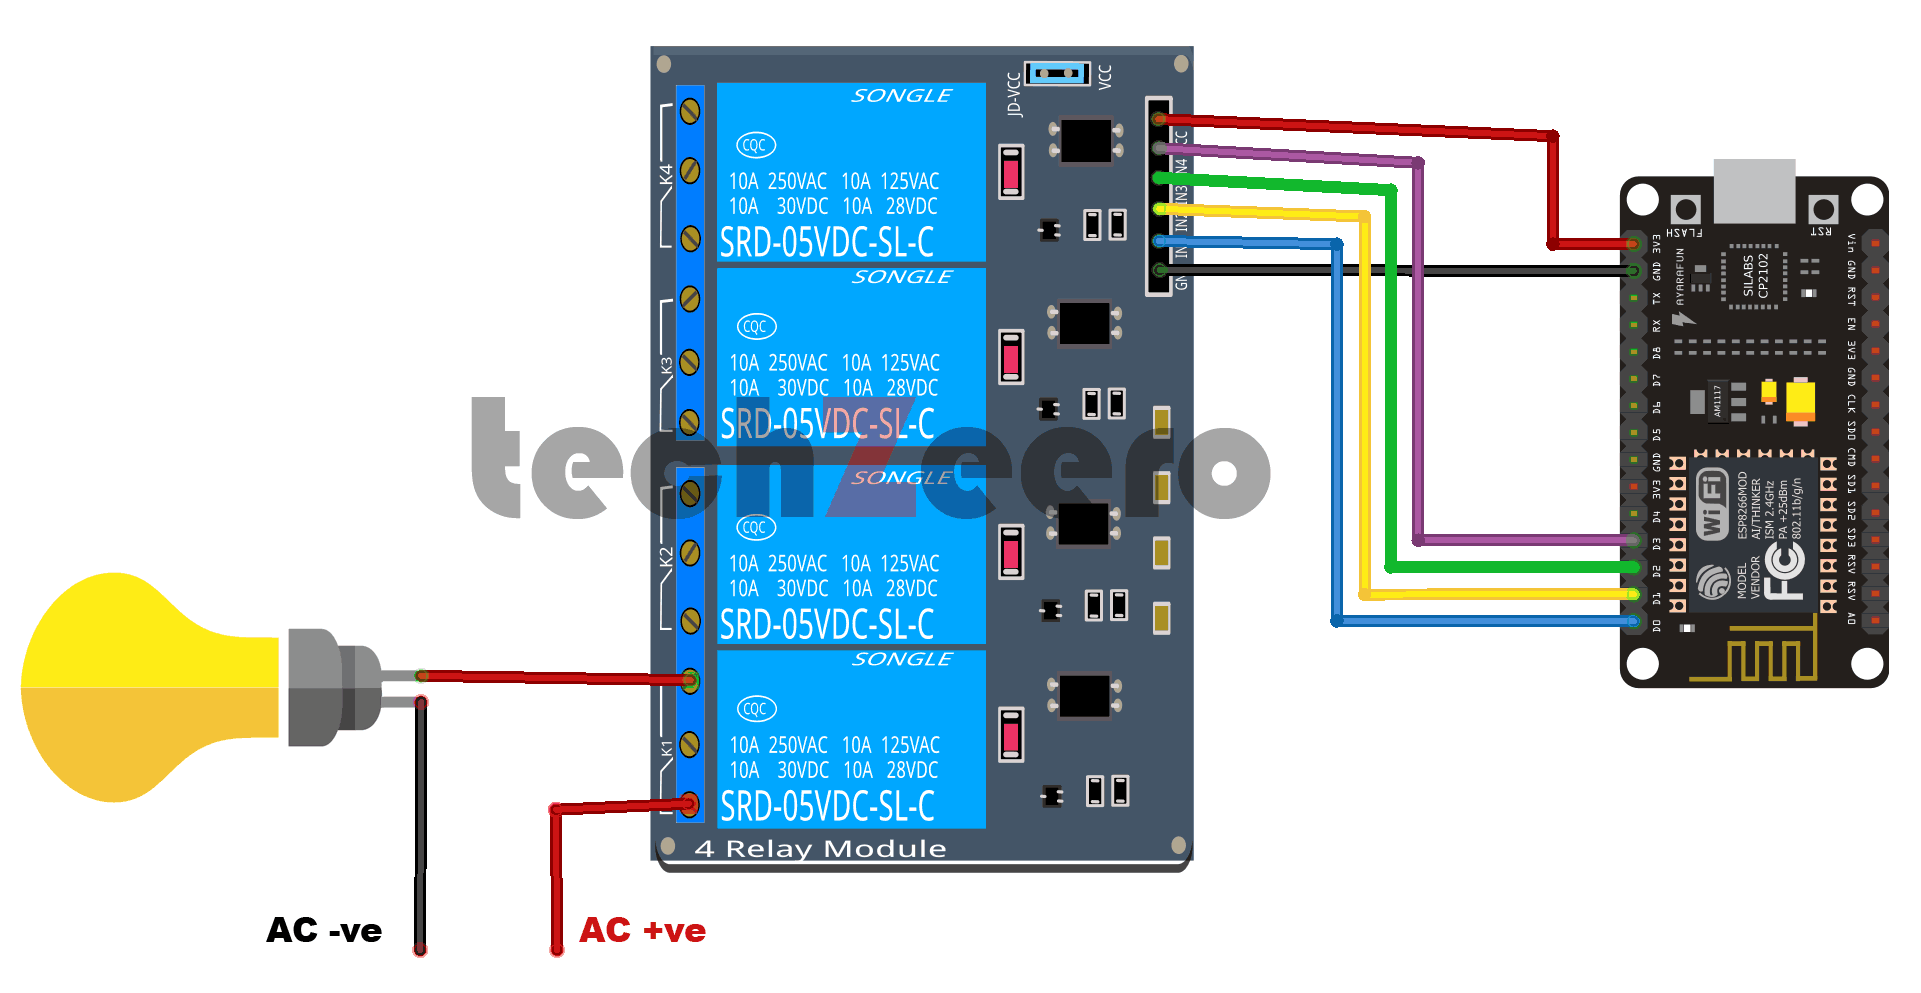 JD-VCC
VCC
SONGLE
CQC
10A 250VAC 10A 125VAC
10A 30VDC 10A 28VDC
SRD-05VDC-SL-C
K4
SONGLE
CQC
10A 250VAC 10A 125VAC
10A 30VDC 10A 28VDC
SRD-05VDC-SL-C
K3
techZeero
SONGLE
CQC
10A 250VAC 10A 125VAC
10A 30VDC 10A 28VDC
SRD-05VDC-SL-C
K2
SONGLE
CQC
10A 250VAC 10A 125VAC
10A 30VDC 10A 28VDC
SRD-05VDC-SL-C
K1
4 Relay Module
AC -ve
AC +ve
IN3
FLASH
RST
3V3
GND
TX
RX
D8
D7
D6
D5
GND
3V3
D4
D3
D2
D1
D0
AYARAFUN
SILABS
CP2102
AM1117
WiFi
MODEL ESP8266MOD
VENDOR AI/THINKER
ISM 2.4GHz
PA +25dBm
802.11b/g/n
FC
Vin
GND
RST
EN
3V3
GND
CLK
SD0
CMD
SD1
SD2
SD3
RSV
RSV
A0